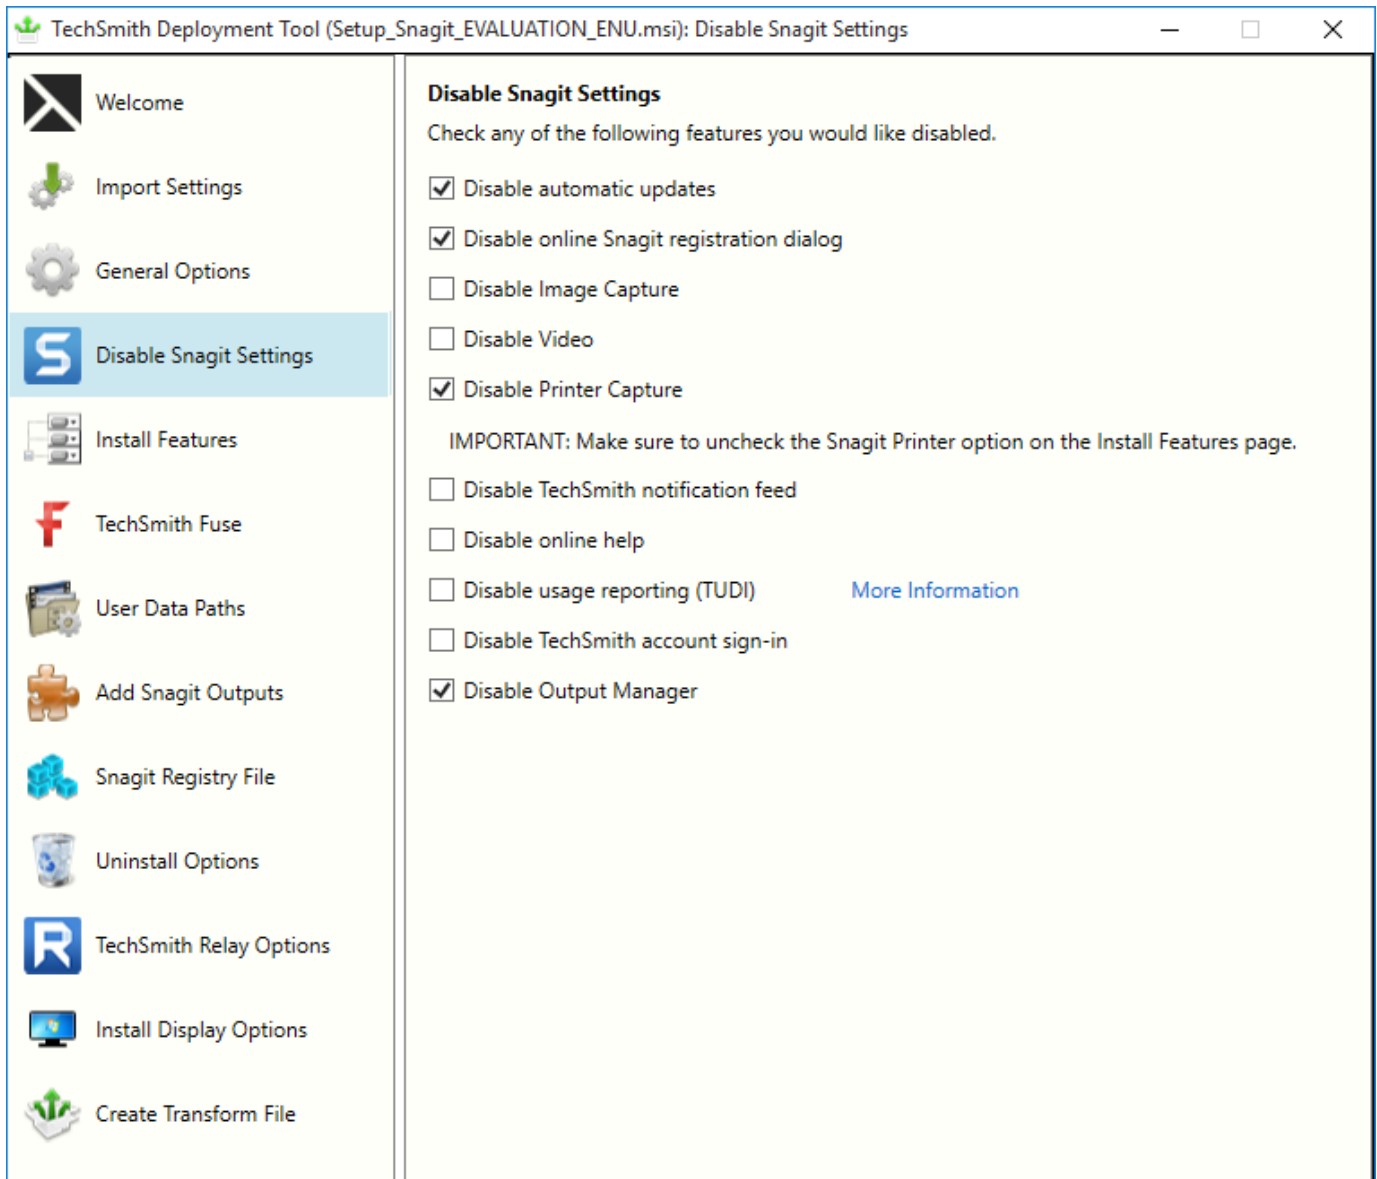 TechSmith Deployment Tool (Setup_Snagit_EVALUATION_ENU.msi): Disable Snagit Settings
Welcome
Import Settings
General Options
Disable Snagit Settings
Install Features
TechSmith Fuse
User Data Paths
Add Snagit Outputs
Snagit Registry File
Uninstall Options
TechSmith Relay Options
Install Display Options
Create Transform File
Disable Snagit Settings
Check any of the following features you would like disabled.
Disable automatic updates
Disable online Snagit registration dialog
Disable Image Capture
Disable Video
Disable Printer Capture
IMPORTANT: Make sure to uncheck the Snagit Printer option on the Install Features page.
Disable TechSmith notification feed
Disable online help
Disable usage reporting (TUDI) More Information
Disable TechSmith account sign-in
Disable Output Manager